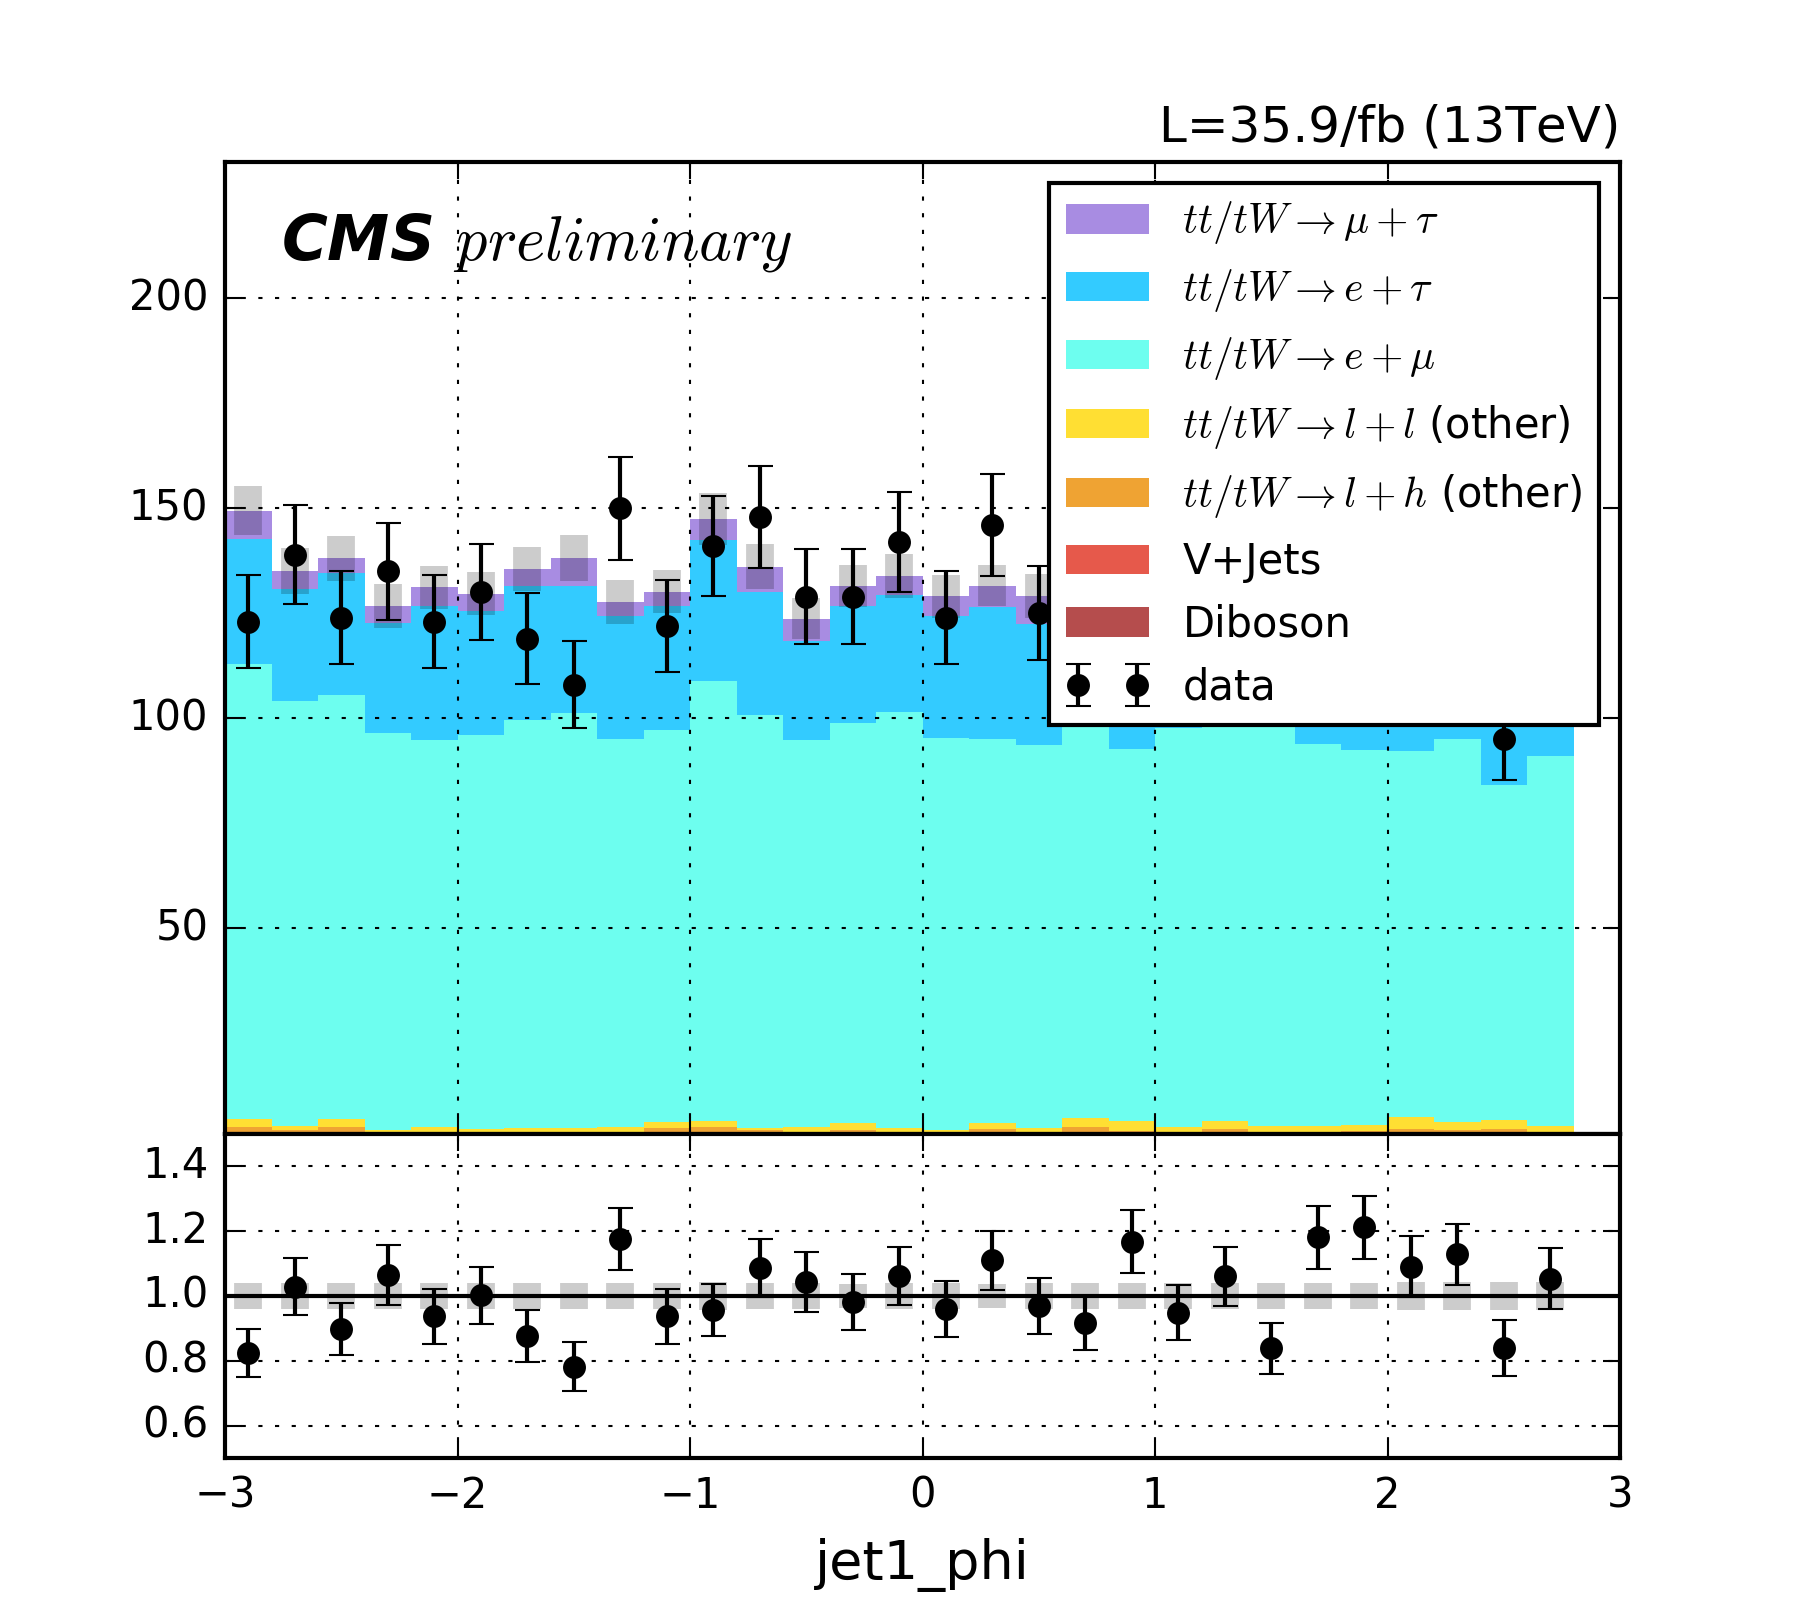 L=35.9/fb (13TeV)
CMS preliminary
tt/tW→μ+τ
tt/tW→e+τ
tt/tW→e+μ
tt/tW→l+l (other)
tt/tW→l+h (other)
V+Jets
Diboson
data
200
150
100
50
1.4
1.2
1.0
0.8
0.6
−3 −2 −1 0 1 2 3
jet1_phi